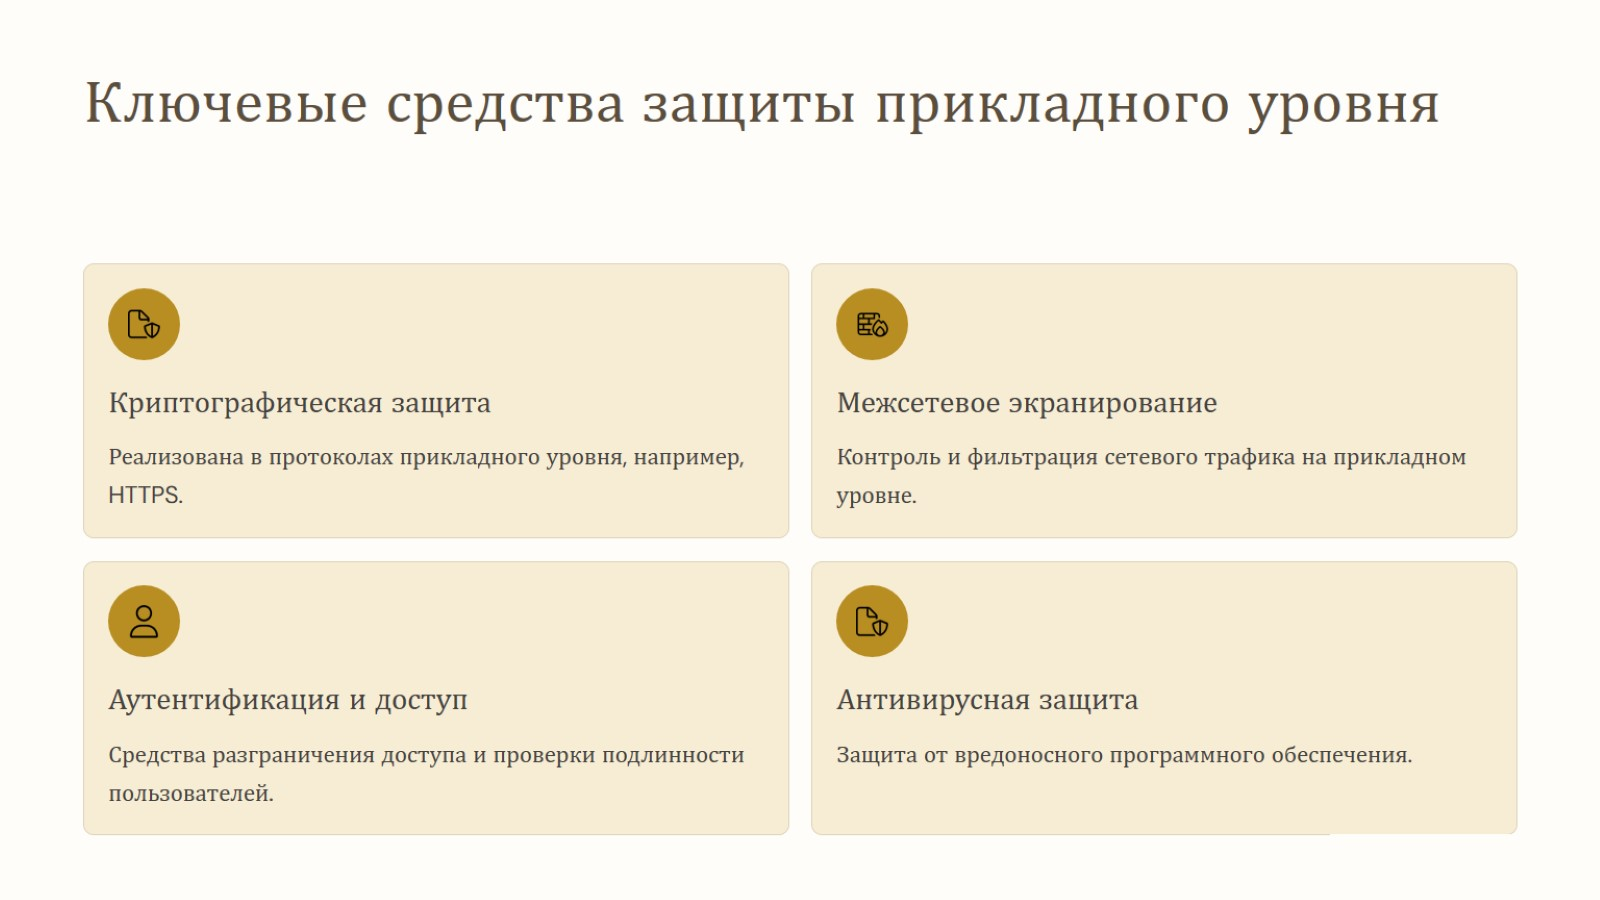 Ключевые средства защиты прикладного уровня
Криптографическая защита
Реализована в протоколах прикладного уровня, например,
HTTPS.
Межсетевое экранирование
Контроль и фильтрация сетевого трафика на прикладном
уровне.
Аутентификация и доступ
Средства разграничения доступа и проверки подлинности
пользователей.
Антивирусная защита
Защита от вредоносного программного обеспечения.